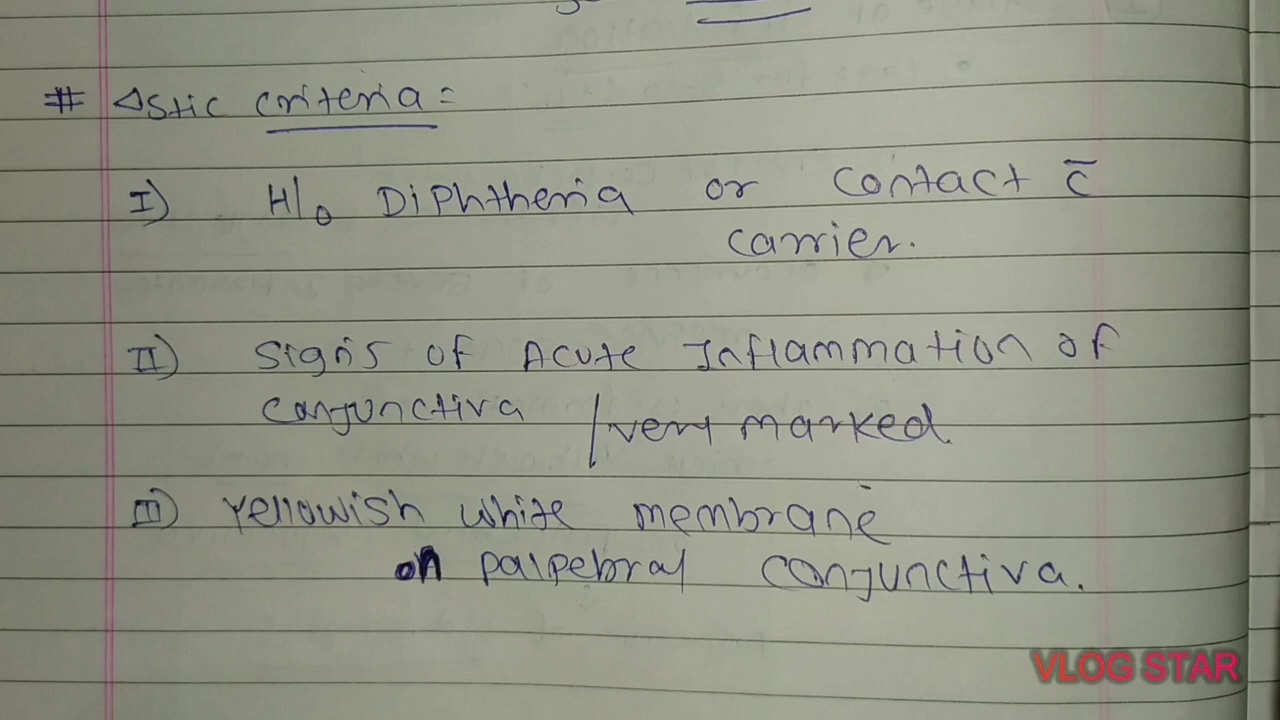 # Δstic criteria =
I) H/o Diphtheria or contact c̄
carrier.
II) Signs of Acute Inflammation of
conjunctiva / very marked.
III) Yellowish white membrane
on palpebral conjunctiva.
VLOG STAR